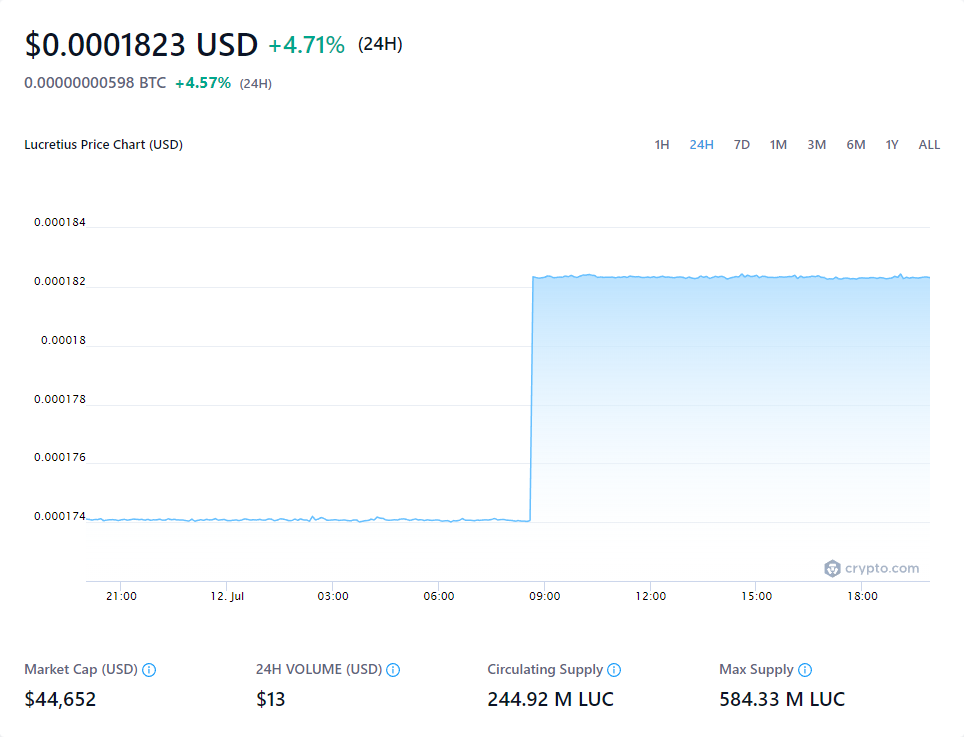 $0.0001823 USD +4.71% (24H)
0.00000000598 BTC +4.57% (24H)
Lucretius Price Chart (USD) 1H 24H 7D 1M 3M 6M 1Y ALL
0.000184
0.000182
0.00018
0.000178
0.000176
0.000174
crypto.com
21:00 12. Jul 03:00 06:00 09:00 12:00 15:00 18:00
Market Cap (USD) 24H VOLUME (USD) Circulating Supply Max Supply
$44,652 $13 244.92 M LUC 584.33 M LUC